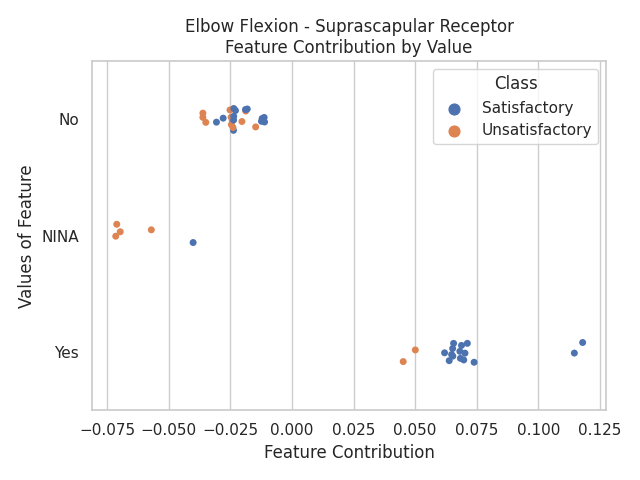 Elbow Flexion - Suprascapular Receptor
Feature Contribution by Value
Class
Satisfactory
Unsatisfactory
Values of Feature
No
NINA
Yes
−0.075 −0.050 −0.025 0.000 0.025 0.050 0.075 0.100 0.125
Feature Contribution